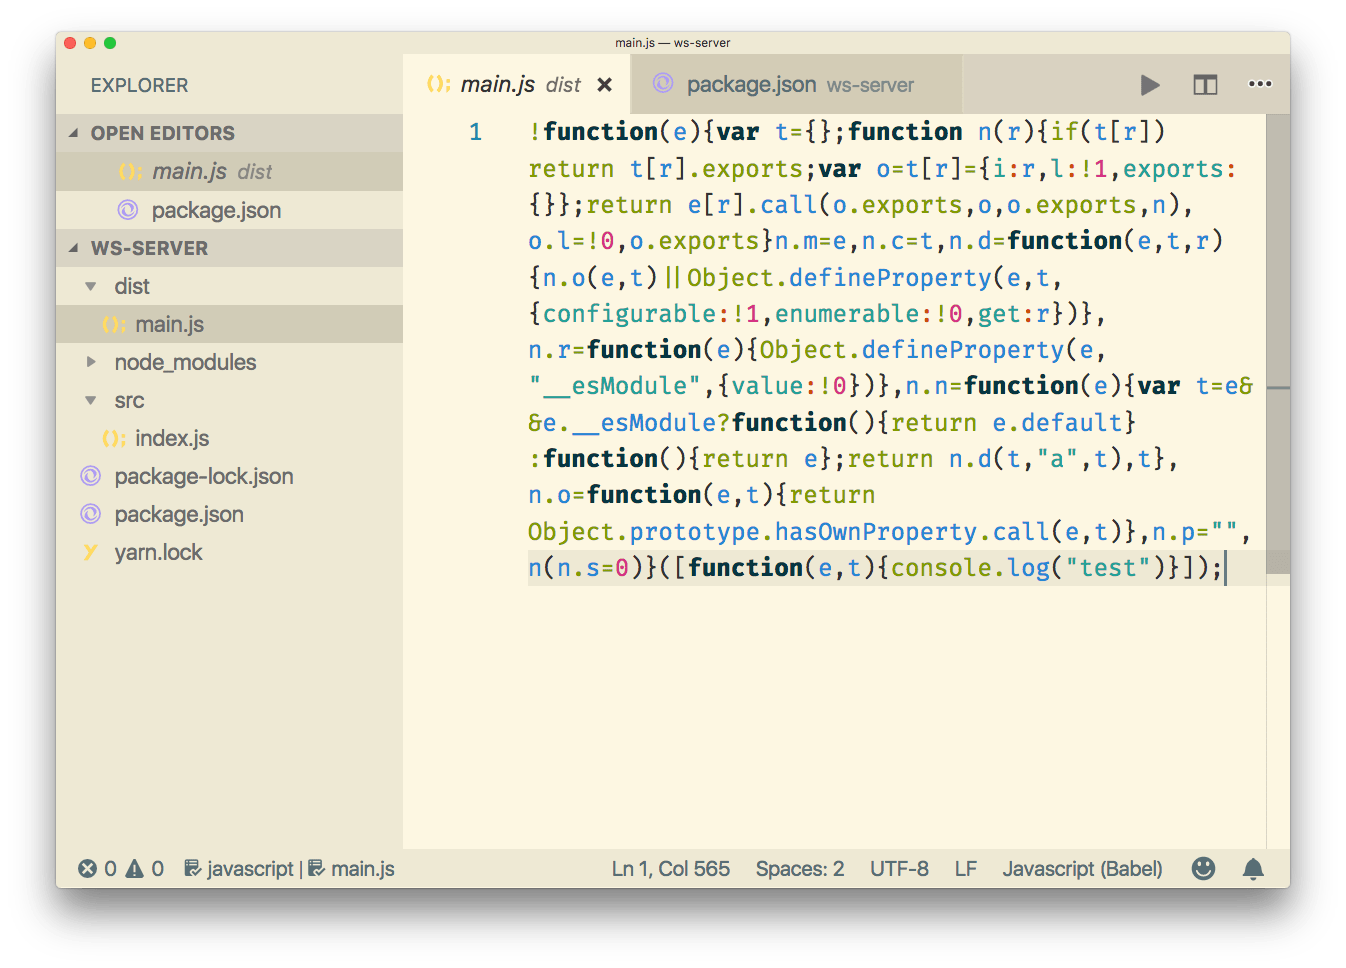 main.js — ws-server
EXPLORER
OPEN EDITORS
main.js dist
package.json
WS-SERVER
dist
main.js
node_modules
src
index.js
package-lock.json
package.json
yarn.lock
main.js dist
package.json ws-server
1
!function(e){var t={};function n(r){if(t[r])
return t[r].exports;var o=t[r]={i:r,l:!1,exports:
{}};return e[r].call(o.exports,o,o.exports,n),
o.l=!0,o.exports}n.m=e,n.c=t,n.d=function(e,t,r)
{n.o(e,t)||Object.defineProperty(e,t,
{configurable:!1,enumerable:!0,get:r})},
n.r=function(e){Object.defineProperty(e,
"__esModule",{value:!0})},n.n=function(e){var t=e&
&e.__esModule?function(){return e.default}
:function(){return e};return n.d(t,"a",t),t},
n.o=function(e,t){return
Object.prototype.hasOwnProperty.call(e,t)},n.p="",
n(n.s=0)}([function(e,t){console.log("test")}]);
0 0 javascript | main.js
Ln 1, Col 565 Spaces: 2 UTF-8 LF Javascript (Babel)